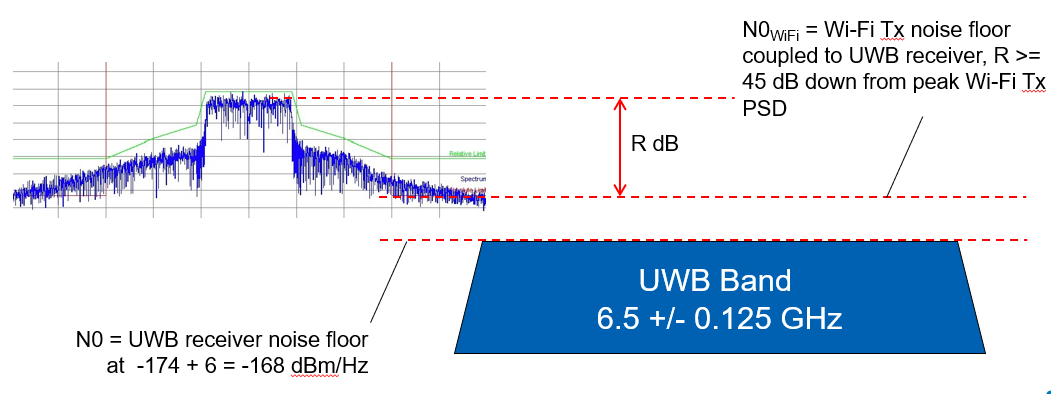 N0WiFi = Wi-Fi Tx noise floor
coupled to UWB receiver, R >=
45 dB down from peak Wi-Fi Tx
PSD
R dB
Relative Limit
Spectrum
UWB Band
6.5 +/- 0.125 GHz
N0 = UWB receiver noise floor
at -174 + 6 = -168 dBm/Hz